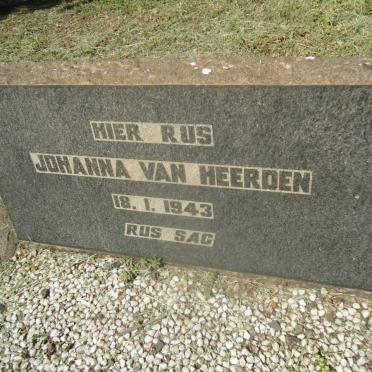 HIER RUS
JOHANNA VAN HEERDEN
18. 1. 1943
RUS SAG